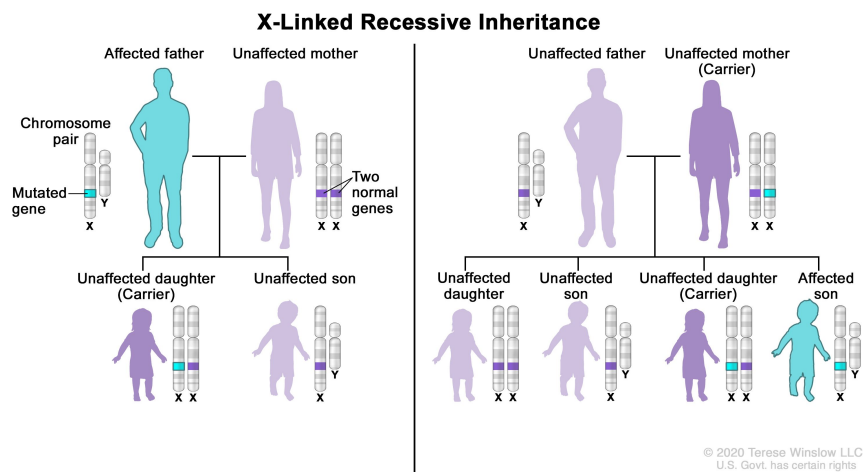 X-Linked Recessive Inheritance
Affected father
Unaffected mother
Chromosome
pair
Mutated
gene
X
Y
Two
normal
genes
X X
Unaffected daughter
(Carrier)
X X
Unaffected son
X
Y
Unaffected father
Unaffected mother
(Carrier)
X
Y
X X
Unaffected
daughter
X X
Unaffected
son
X
Y
Unaffected daughter
(Carrier)
X X
Affected
son
X
Y
© 2020 Terese Winslow LLC
U.S. Govt. has certain rights